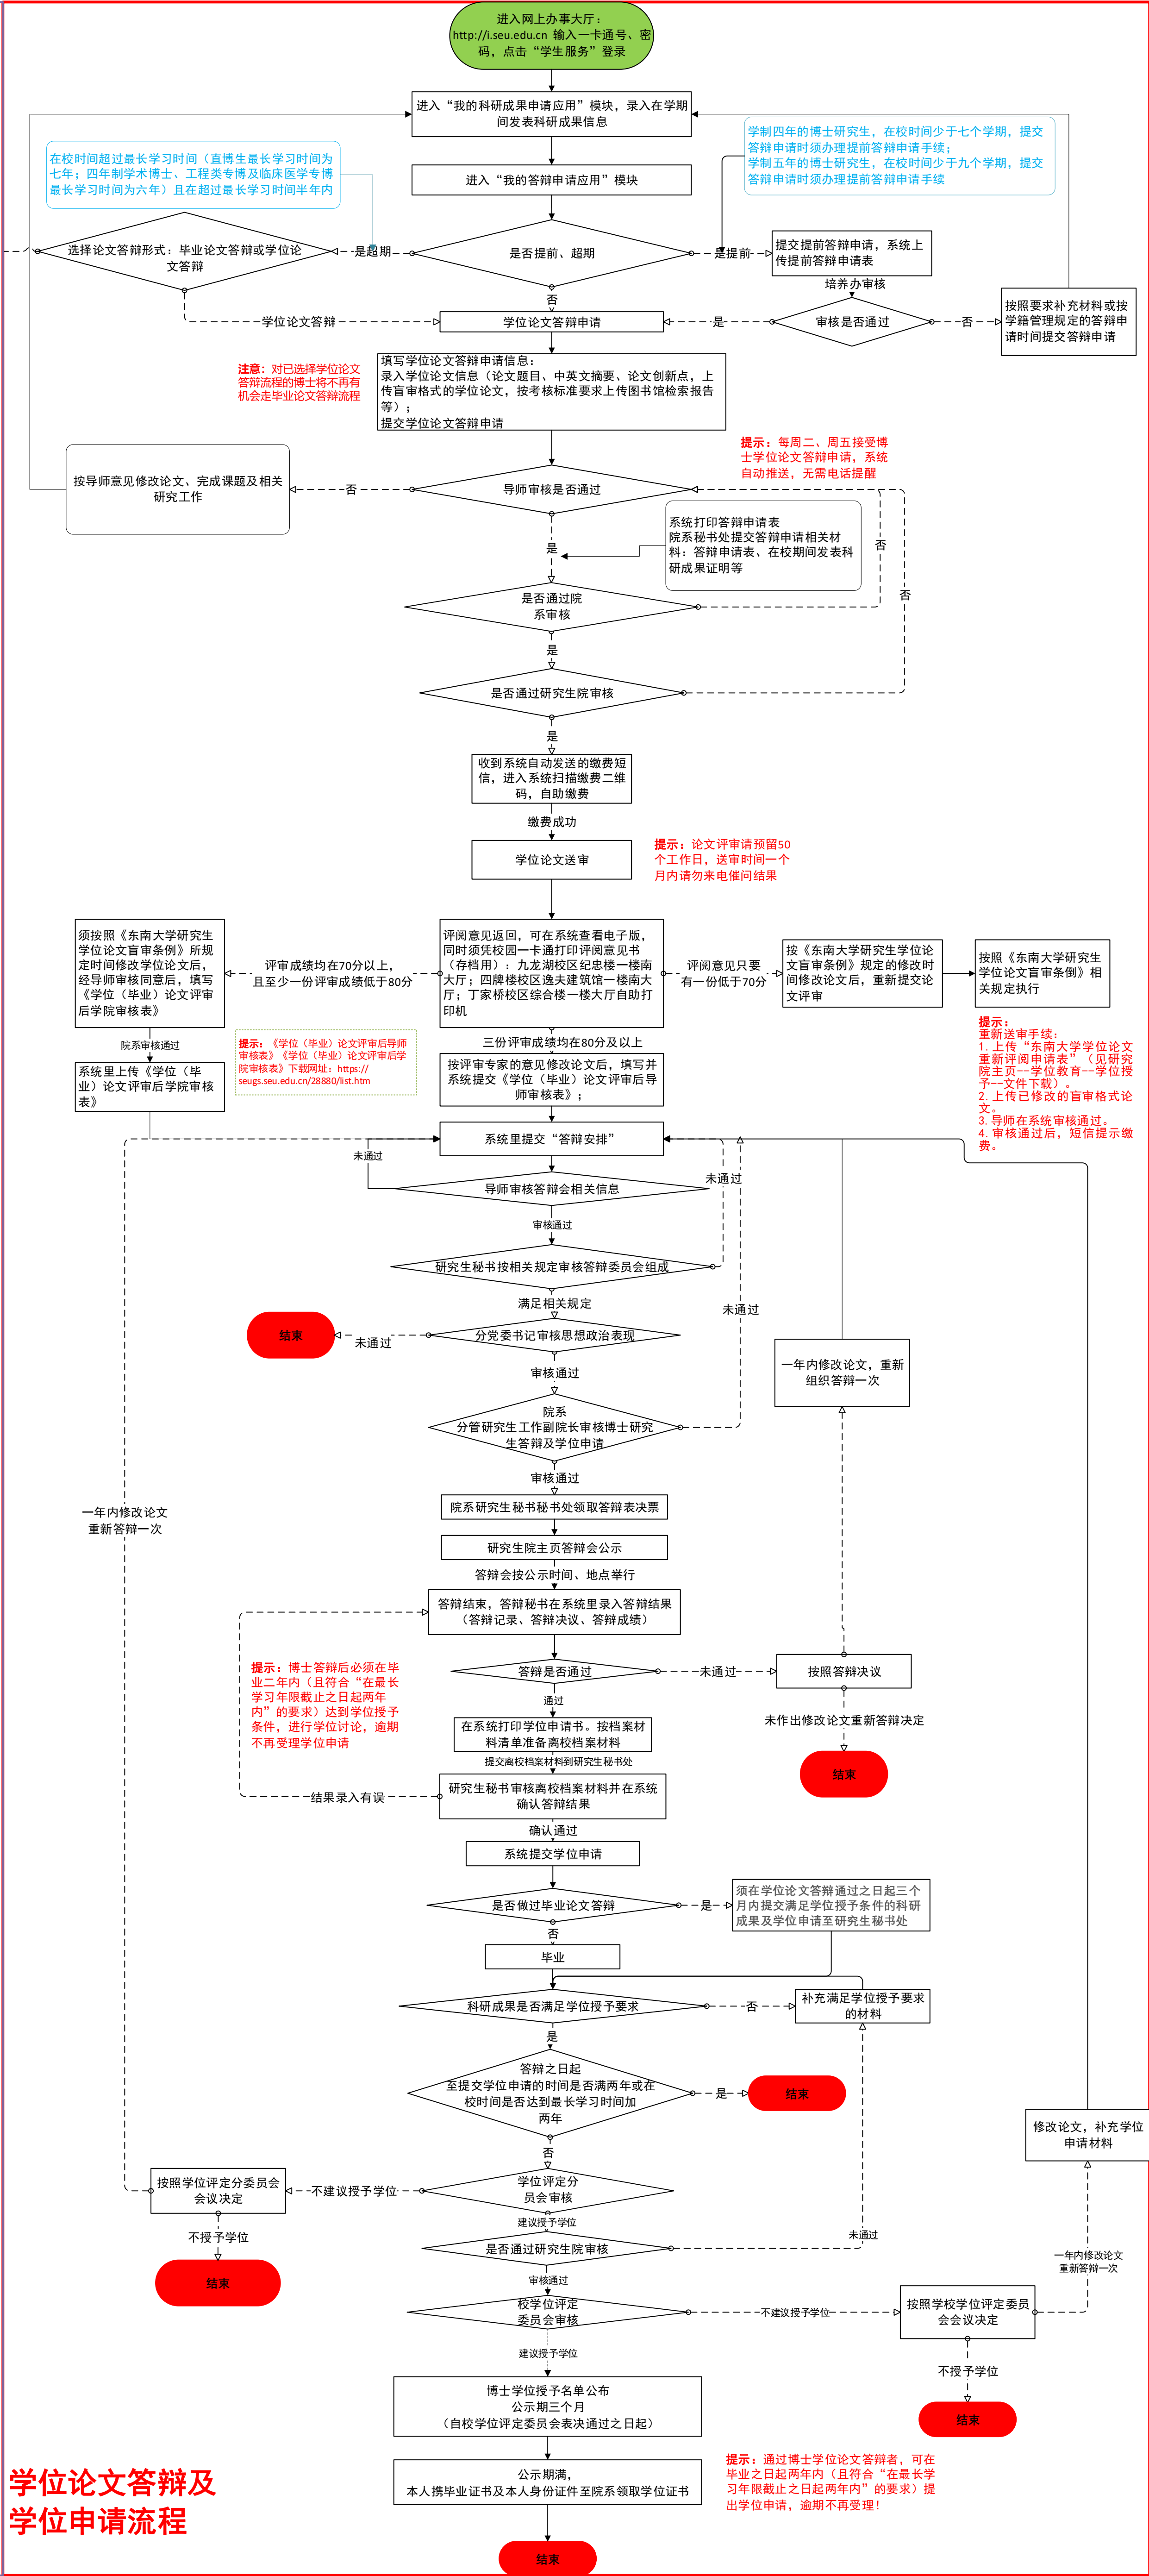 进入网上办事大厅：
http://i.seu.edu.cn 输入一卡通号、密
码，点击“学生服务”登录
进入“我的科研成果申请应用”模块，录入在学期
间发表科研成果信息
学制四年的博士研究生，在校时间少于七个学期，提交
答辩申请时须办理提前答辩申请手续；
学制五年的博士研究生，在校时间少于九个学期，提交
答辩申请时须办理提前答辩申请手续
在校时间超过最长学习时间（直博生最长学习时间为
七年；四年制学术博士、工程类专博及临床医学专博
最长学习时间为六年）且在超过最长学习时间半年内
进入“我的答辩申请应用”模块
选择论文答辩形式：毕业论文答辩或学位论
文答辩
是超期
是否提前、超期
是提前
提交提前答辩申请，系统上
传提前答辩申请表
培养办审核
否
学位论文答辩
学位论文答辩申请
是
审核是否通过
否
按照要求补充材料或按
学籍管理规定的答辩申
请时间提交答辩申请
注意：对已选择学位论文
答辩流程的博士将不再有
机会走毕业论文答辩流程
填写学位论文答辩申请信息：
录入学位论文信息（论文题目、中英文摘要、论文创新点，上
传盲审格式的学位论文，按考核标准要求上传图书馆检索报告
等）；
提交学位论文答辩申请
提示：每周二、周五接受博
士学位论文答辩申请，系统
自动推送，无需电话提醒
按导师意见修改论文、完成课题及相关
研究工作
否
导师审核是否通过
系统打印答辩申请表
院系秘书处提交答辩申请相关材
料：答辩申请表、在校期间发表科
研成果证明等
是
否
否
是否通过院
系审核
是
是否通过研究生院审核
是
收到系统自动发送的缴费短
信，进入系统扫描缴费二维
码，自助缴费
缴费成功
学位论文送审
提示：论文评审请预留50
个工作日，送审时间一个
月内请勿来电催问结果
须按照《东南大学研究生
学位论文盲审条例》所规
定时间修改学位论文后，
经导师审核同意后，填写
《学位（毕业）论文评审
后学院审核表》
评审成绩均在70分以上，
且至少一份评审成绩低于80分
评阅意见返回，可在系统查看电子版，
同时须凭校园一卡通打印评阅意见书
（存档用）：九龙湖校区纪忠楼一楼南
大厅；四牌楼校区逸夫建筑馆一楼南大
厅；丁家桥校区综合楼一楼大厅自助打
印机
评阅意见只要
有一份低于70分
按《东南大学研究生学位论
文盲审条例》规定的修改时
间修改论文后，重新提交论
文评审
按照《东南大学研究生
学位论文盲审条倒》相
关规定执行
提示：
重新送审手续：
1. 上传“东南大学学位论文
重新评阅申请表”（见研究
院主页--学位教育--学位授
予--文件下载）。
2. 上传已修改的盲审格式论
文。
3. 导师在系统审核通过。
4. 审核通过后，短信提示缴
费。
院系审核通过
提示：《学位（毕业）论文评审后导师
审核表》《学位（毕业）论文评审后学
院审核表》下载网址：https://
seugs.seu.edu.cn/28880/list.htm
三份评审成绩均在80分及以上
系统里上传《学位（毕
业）论文评审后学院审核
表》
按评审专家的意见修改论文后，填写并
系统提交《学位（毕业）论文评审后导
师审核表》；
系统里提交“答辩安排”
未通过
导师审核答辩会相关信息
未通过
审核通过
研究生秘书按相关规定审核答辩委员会组成
满足相关规定
未通过
结束
未通过
分党委书记审核思想政治表现
审核通过
一年内修改论文，重新
组织答辩一次
院系
分管研究生工作副院长审核博士研究
生答辩及学位申请
审核通过
一年内修改论文
重新答辩一次
院系研究生秘书秘书处领取答辩表决票
研究生院主页答辩会公示
答辩会按公示时间、地点举行
答辩结束，答辩秘书在系统里录入答辩结果
（答辩记录、答辩决议、答辩成绩）
提示：博士答辩后必须在毕
业二年内（且符合“在最长
学习年限截止之日起两年
内”的要求）达到学位授予
条件，进行学位讨论，逾期
不再受理学位申请
答辩是否通过
未通过
按照答辩决议
通过
未作出修改论文重新答辩决定
在系统打印学位申请书。按档案材
料清单准备离校档案材料
提交离校档案材料到研究生秘书处
结束
研究生秘书审核离校档案材料并在系统
确认答辩结果
结果录入有误
确认通过
系统提交学位申请
是否做过毕业论文答辩
是
须在学位论文答辩通过之日起三个
月内提交满足学位授予条件的科研
成果及学位申请至研究生秘书处
否
毕业
科研成果是否满足学位授予要求
否
补充满足学位授予要求
的材料
是
答辩之日起
至提交学位申请的时间是否满两年或在
校时间是否达到最长学习时间加
两年
是
结束
修改论文，补充学位
申请材料
否
按照学位评定分委员会
会议决定
不建议授予学位
学位评定分
员会审核
建议授予学位
不授予学位
是否通过研究生院审核
未通过
一年内修改论文
重新答辩一次
结束
审核通过
校学位评定
委员会审核
不建议授予学位
按照学校学位评定委员
会会议决定
建议授予学位
不授予学位
博士学位授予名单公布
公示期三个月
（自校学位评定委员会表决通过之日起）
结束
公示期满，
本人携毕业证书及本人身份证件至院系领取学位证书
提示：通过博士学位论文答辩者，可在
毕业之日起两年内（且符合“在最长学
习年限截止之日起两年内”的要求）提
出学位申请，逾期不再受理！
学位论文答辩及
学位申请流程
结束